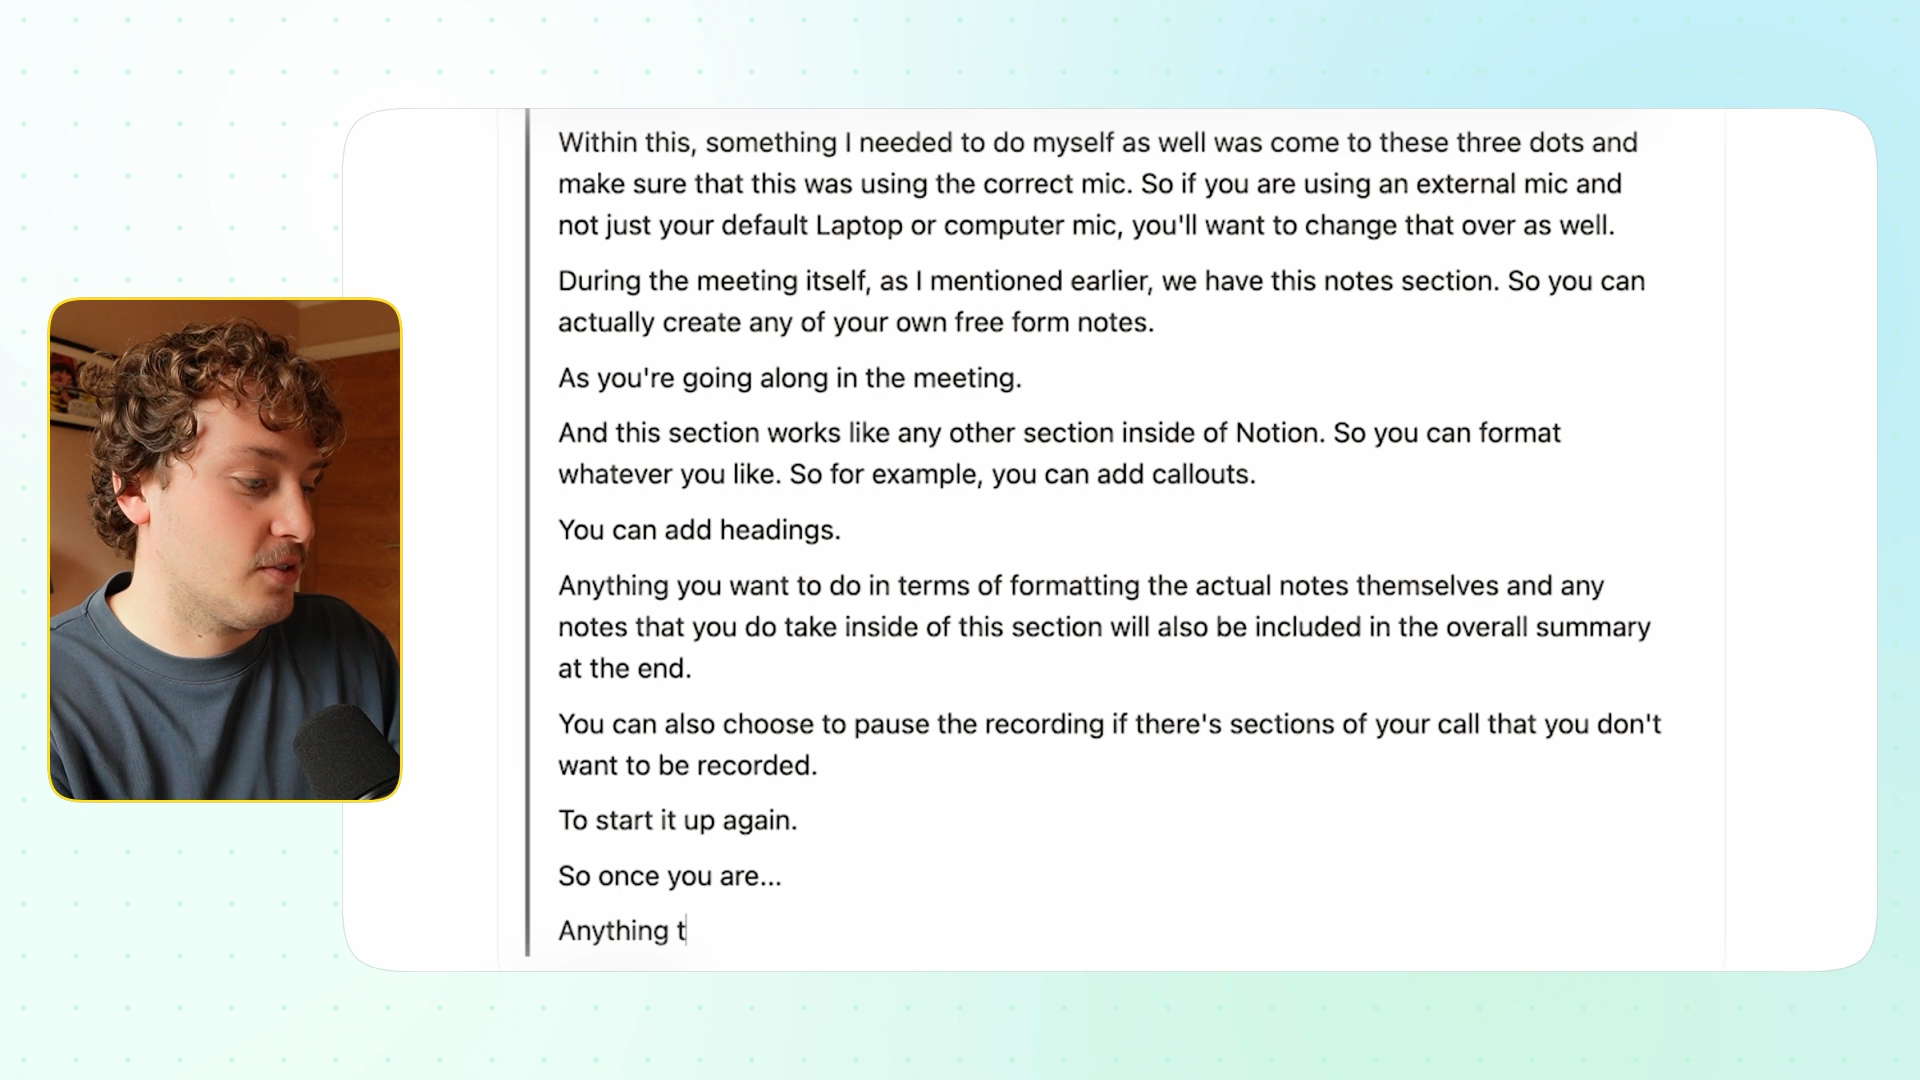 Within this, something I needed to do myself as well was come to these three dots and
make sure that this was using the correct mic. So if you are using an external mic and
not just your default Laptop or computer mic, you'll want to change that over as well.
During the meeting itself, as I mentioned earlier, we have this notes section. So you can
actually create any of your own free form notes.
As you're going along in the meeting.
And this section works like any other section inside of Notion. So you can format
whatever you like. So for example, you can add callouts.
You can add headings.
Anything you want to do in terms of formatting the actual notes themselves and any
notes that you do take inside of this section will also be included in the overall summary
at the end.
You can also choose to pause the recording if there's sections of your call that you don't
want to be recorded.
To start it up again.
So once you are...
Anything t